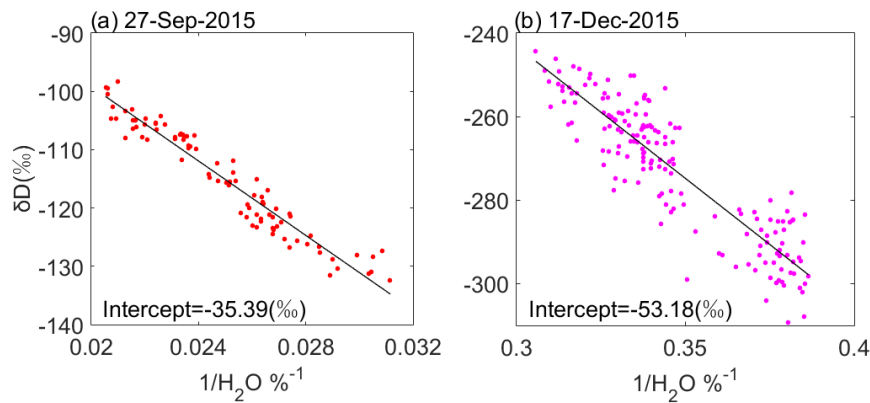 (a) 27-Sep-2015
-90
-100
-110
-120
-130
-140
δD(‰)
Intercept=-35.39(‰)
0.02 0.024 0.028 0.032
1/H₂O %⁻¹
(b) 17-Dec-2015
-240
-260
-280
-300
Intercept=-53.18(‰)
0.3 0.35 0.4
1/H₂O %⁻¹